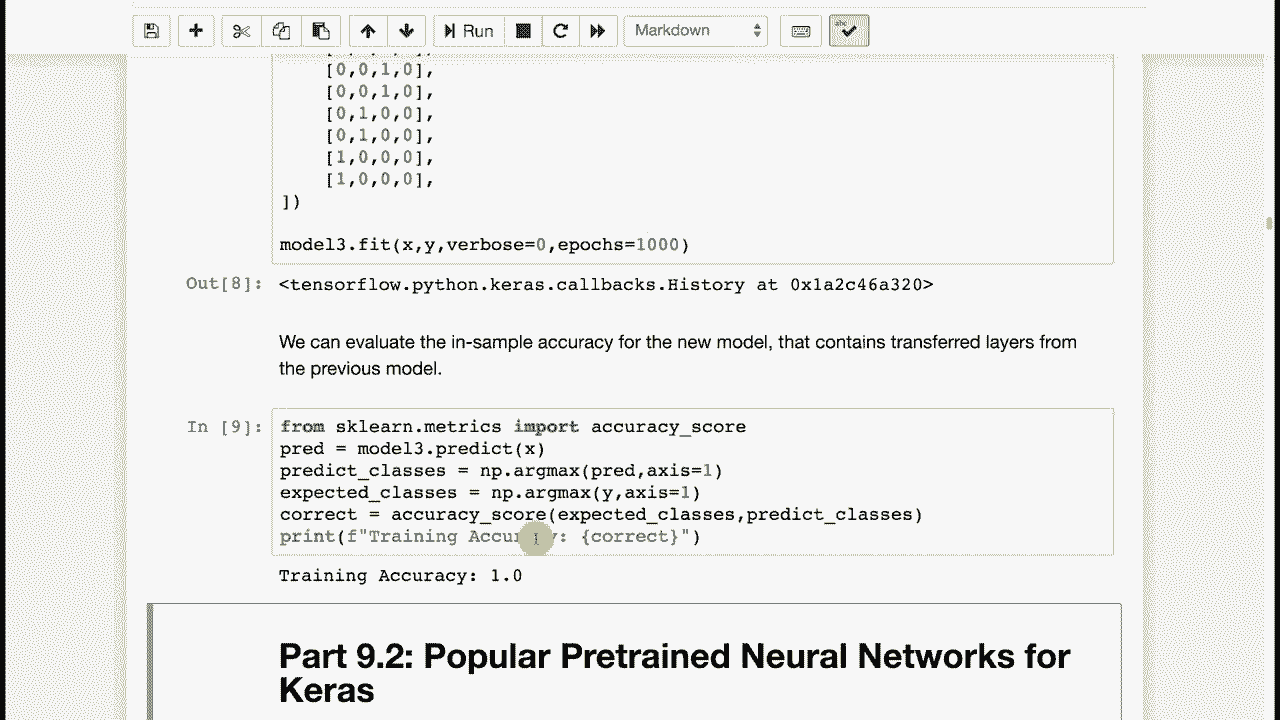 Run
Markdown
abc
[0,0,1,0],
[0,0,1,0],
[0,1,0,0],
[0,1,0,0],
[1,0,0,0],
[1,0,0,0],
])
model3.fit(x,y,verbose=0,epochs=1000)
Out[8]: <tensorflow.python.keras.callbacks.History at 0x1a2c46a320>
We can evaluate the in-sample accuracy for the new model, that contains transferred layers from
the previous model.
In [9]: from sklearn.metrics import accuracy_score
pred = model3.predict(x)
predict_classes = np.argmax(pred,axis=1)
expected_classes = np.argmax(y,axis=1)
correct = accuracy_score(expected_classes,predict_classes)
print(f"Training Accuracy: {correct}")
Training Accuracy: 1.0
Part 9.2: Popular Pretrained Neural Networks for
Keras